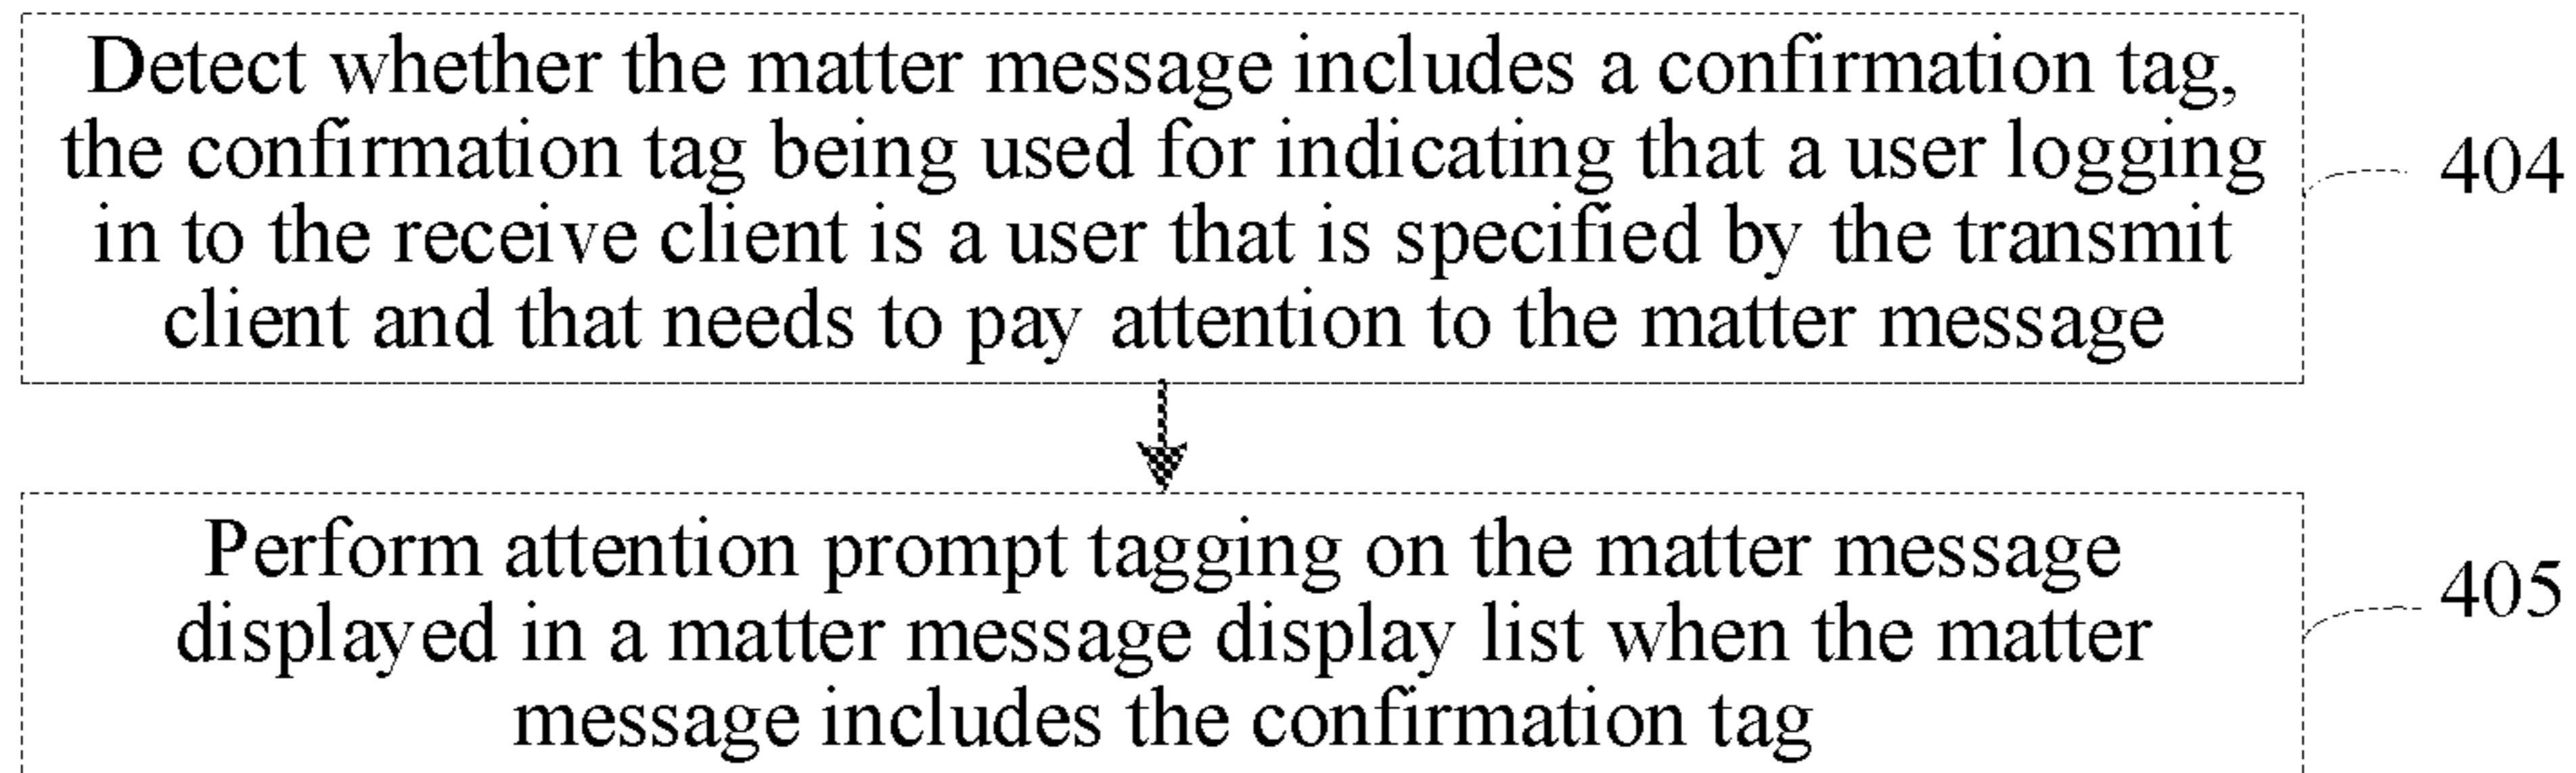 Detect whether the matter message includes a confirmation tag,
the confirmation tag being used for indicating that a user logging
in to the receive client is a user that is specified by the transmit
client and that needs to pay attention to the matter message
404
Perform attention prompt tagging on the matter message
displayed in a matter message display list when the matter
message includes the confirmation tag
405